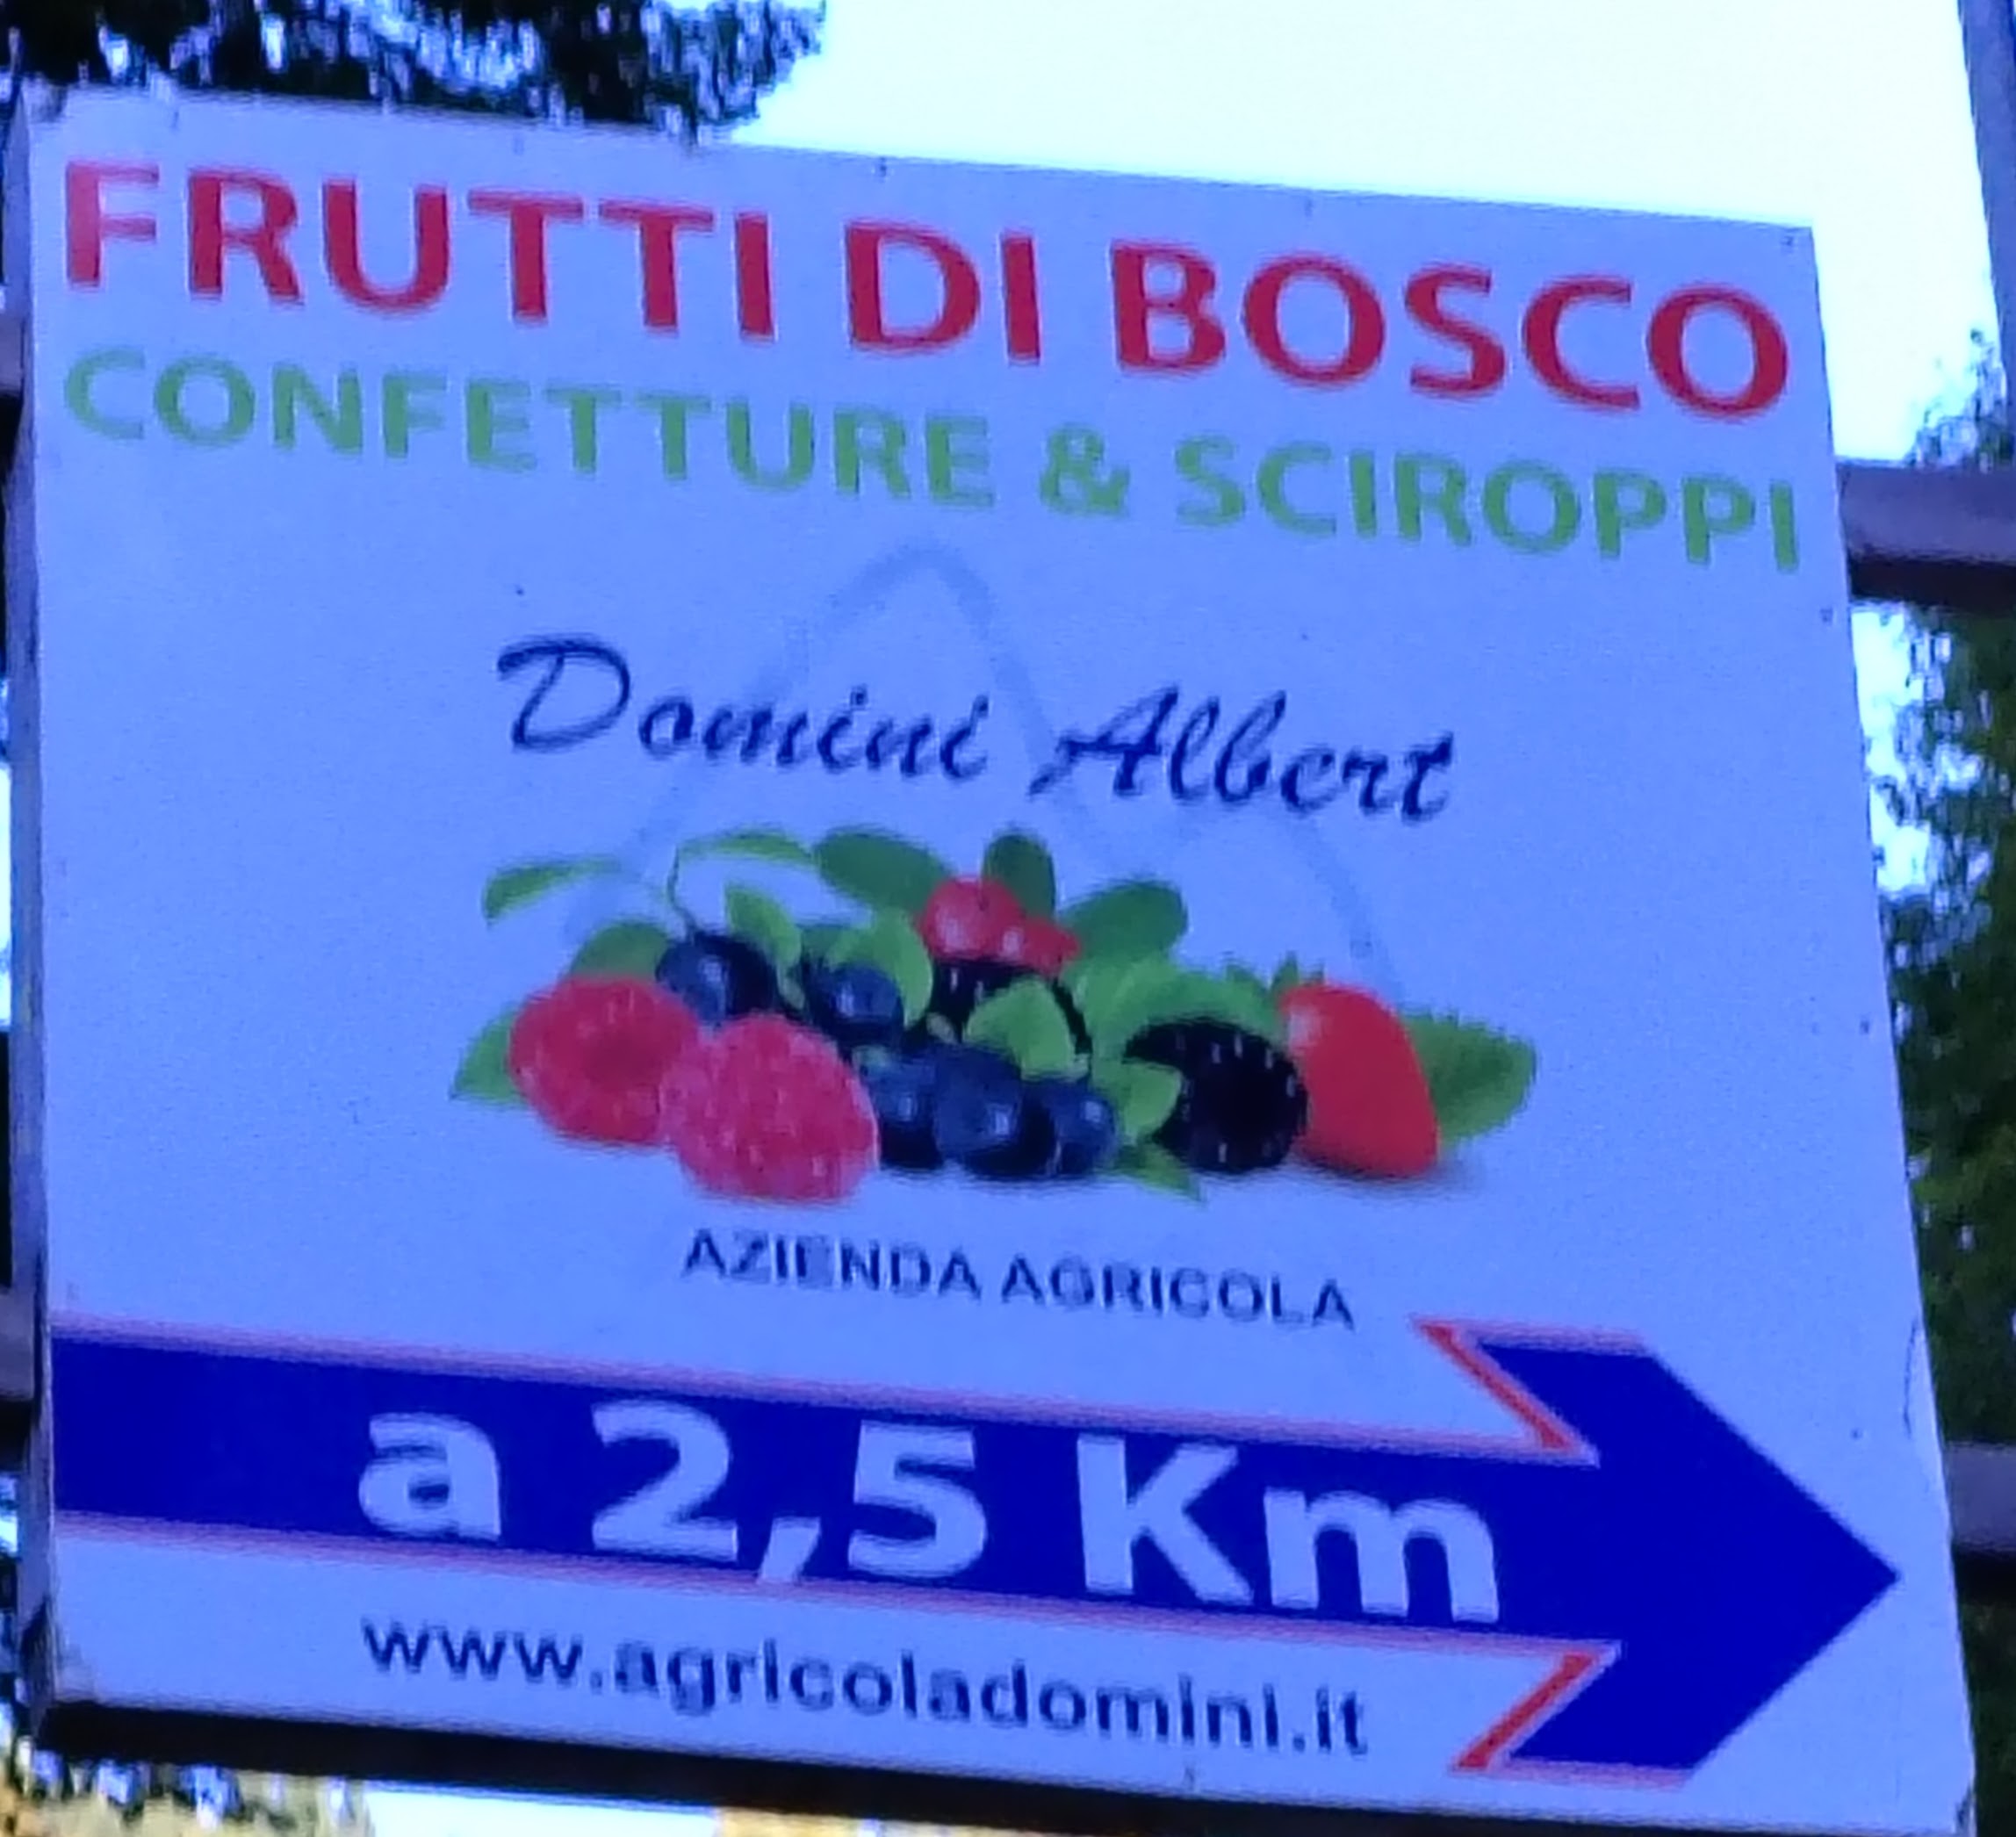 FRUTTI DI BOSCO
CONFETTURE & SCIROPPI
Domini Albert
AZIENDA AGRICOLA
a 2,5 Km
www.agricoladomini.it